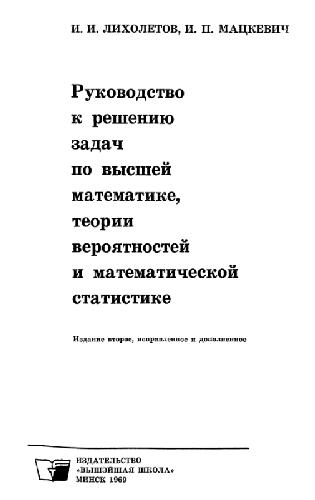 И. И. ЛИХОЛЕТОВ, И. П. МАЦКЕВИЧ
Руководство
к решению
задач
по высшей
математике,
теории
вероятностей
и математической
статистике
Издание второе, исправленное и дополненное
ИЗДАТЕЛЬСТВО
«ВЫШЭЙШАЯ ШКОЛА»
МИНСК 1969